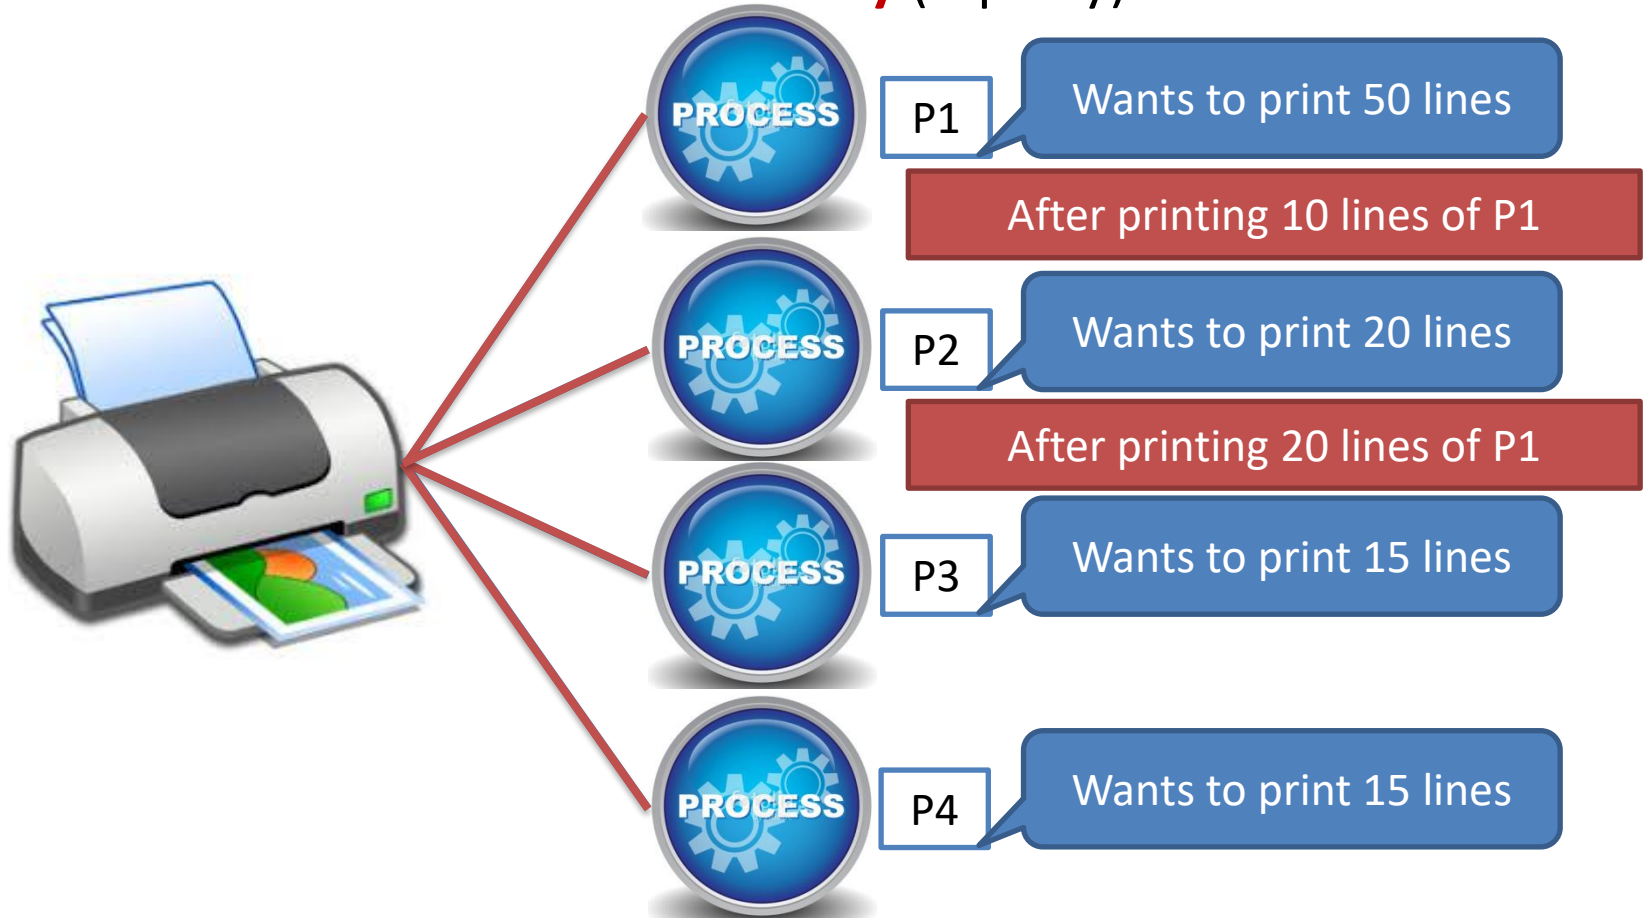 PROCESS
P1
Wants to print 50 lines
After printing 10 lines of P1
PROCESS
P2
Wants to print 20 lines
After printing 20 lines of P1
PROCESS
P3
Wants to print 15 lines
PROCESS
P4
Wants to print 15 lines